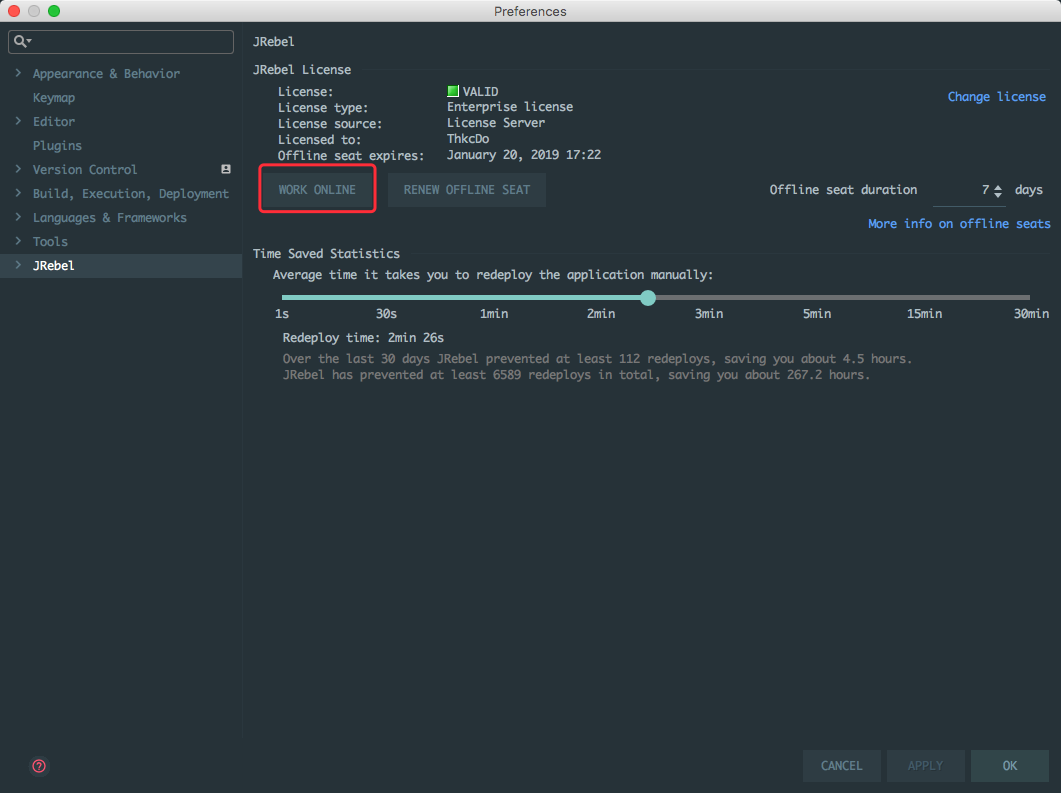 Preferences
Appearance & Behavior
Keymap
Editor
Plugins
Version Control
Build, Execution, Deployment
Languages & Frameworks
Tools
JRebel
JRebel
JRebel License
License: VALID
License type: Enterprise license
License source: License Server
Licensed to: ThkcDo
Offline seat expires: January 20, 2019 17:22
Change license
WORK ONLINE RENEW OFFLINE SEAT Offline seat duration 7 days
More info on offline seats
Time Saved Statistics
Average time it takes you to redeploy the application manually:
1s 30s 1min 2min 3min 5min 15min 30min
Redeploy time: 2min 26s
Over the last 30 days JRebel prevented at least 112 redeploys, saving you about 4.5 hours.
JRebel has prevented at least 6589 redeploys in total, saving you about 267.2 hours.
?
CANCEL APPLY OK